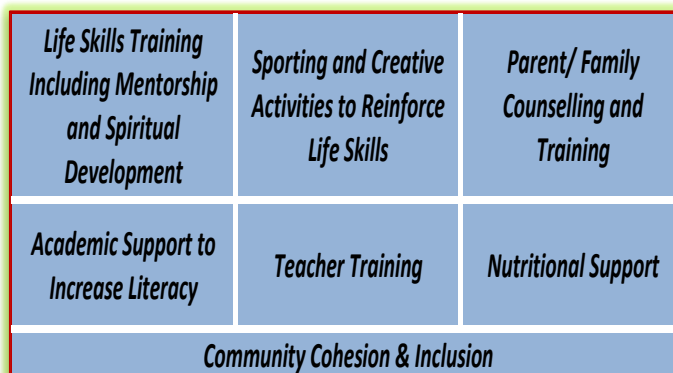 Life Skills Training
Including Mentorship
and Spiritual
Development
Sporting and Creative
Activities to Reinforce
Life Skills
Parent/ Family
Counselling and
Training
Academic Support to
Increase Literacy
Teacher Training
Nutritional Support
Community Cohesion & Inclusion